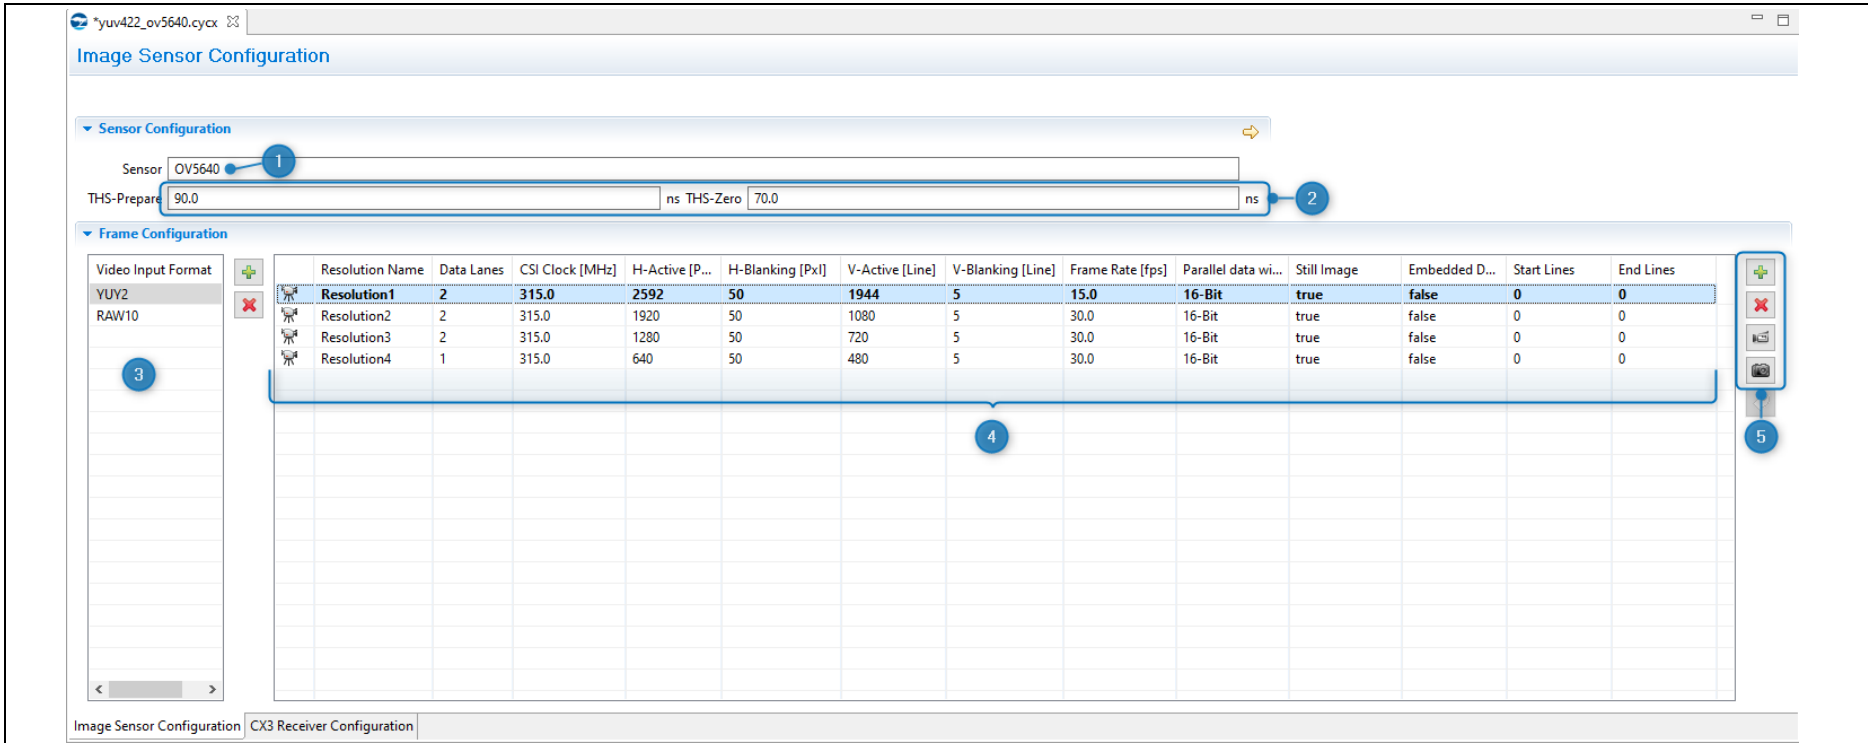 *yuv422_ov5640.cycx
Image Sensor Configuration
Sensor Configuration
Sensor OV5640 1
THS-Prepare 90.0 ns THS-Zero 70.0 ns 2
Frame Configuration
Video Input Format Resolution Name Data Lanes CSI Clock [MHz] H-Active [P... H-Blanking [Pxl] V-Active [Line] V-Blanking [Line] Frame Rate [fps] Parallel data wi... Still Image Embedded D... Start Lines End Lines
YUY2 Resolution1 2 315.0 2592 50 1944 5 15.0 16-Bit true false 0 0
RAW10 Resolution2 2 315.0 1920 50 1080 5 30.0 16-Bit true false 0 0
Resolution3 2 315.0 1280 50 720 5 30.0 16-Bit true false 0 0
Resolution4 1 315.0 640 50 480 5 30.0 16-Bit true false 0 0
3
4 5
Image Sensor Configuration CX3 Receiver Configuration